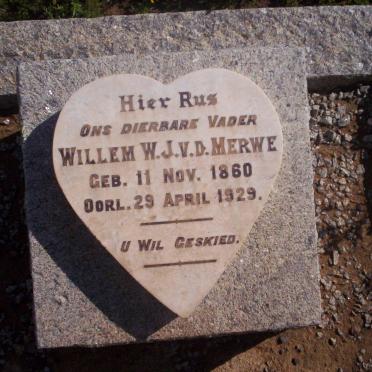 Hier Rus
Ons dierbare Vader
Willem W.J.v.d. Merwe
Geb. 11 Nov. 1860
Oorl. 29 April 1929.
U Wil Geskied.